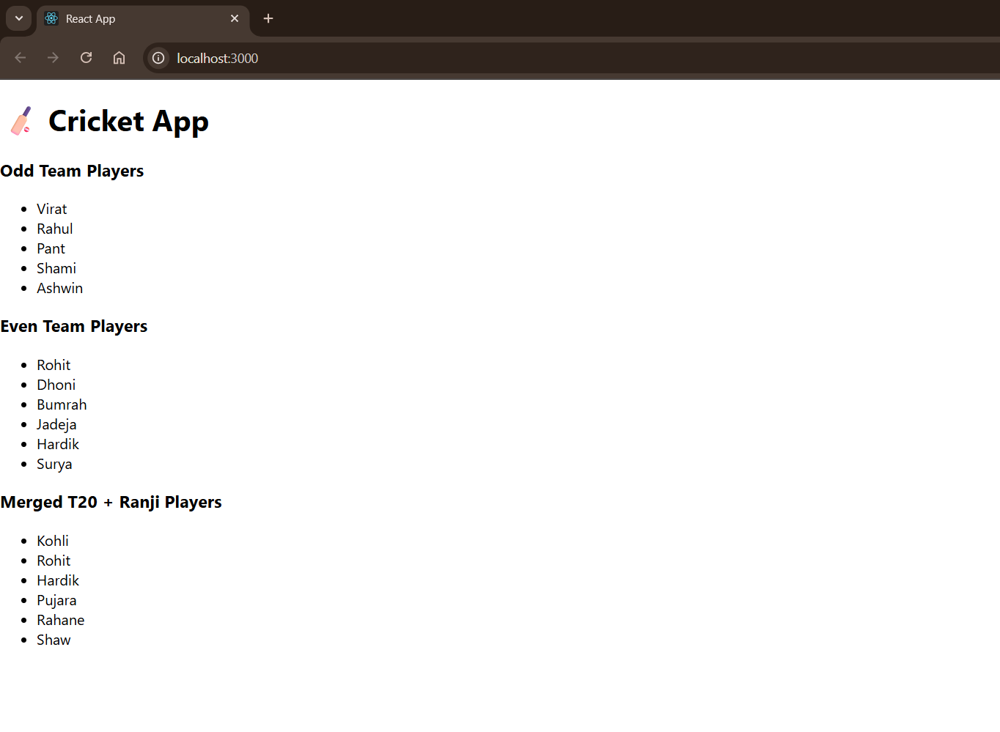 React App
localhost:3000
Cricket App
Odd Team Players
Virat
Rahul
Pant
Shami
Ashwin
Even Team Players
Rohit
Dhoni
Bumrah
Jadeja
Hardik
Surya
Merged T20 + Ranji Players
Kohli
Rohit
Hardik
Pujara
Rahane
Shaw